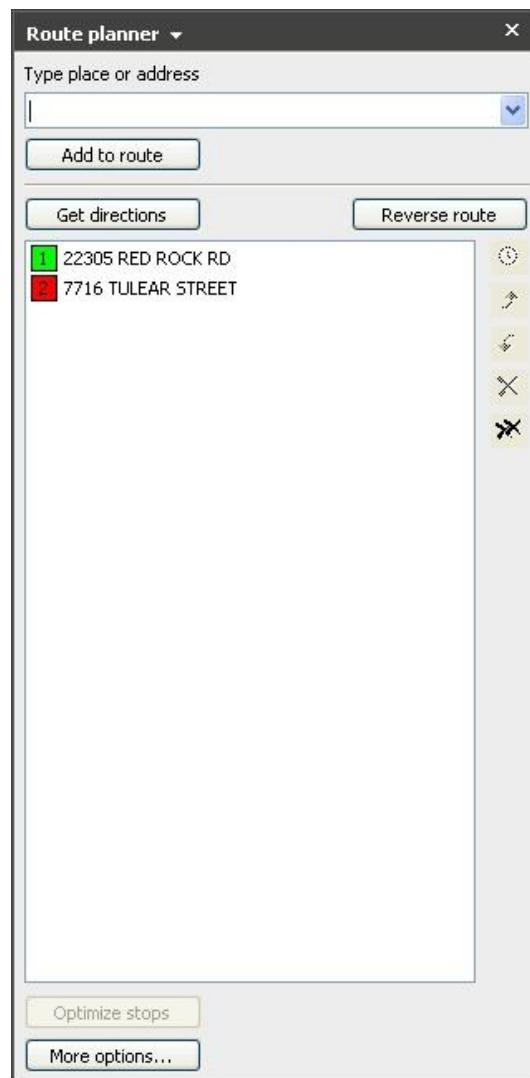 Route planner
Type place or address
Add to route
Get directions
Reverse route
1 22305 RED ROCK RD
2 7716 TULEAR STREET
Optimize stops
More options...